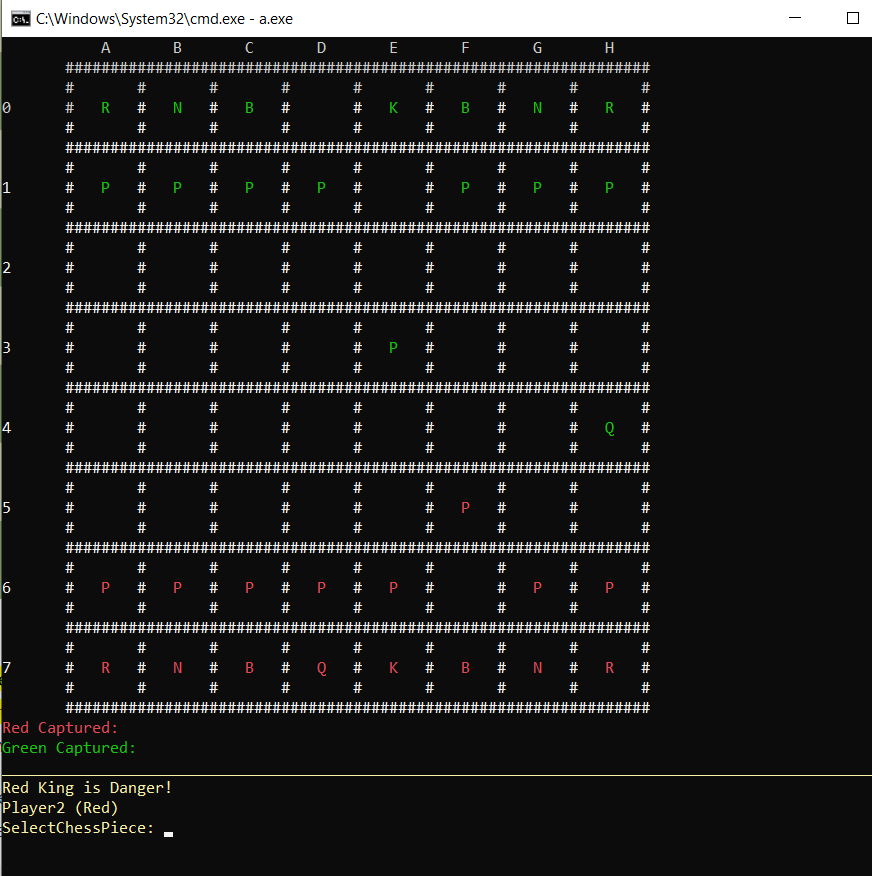 C:\Windows\System32\cmd.exe - a.exe
           A       B       C       D       E       F       G       H
       #################################################################
       #       #       #       #       #       #       #       #       #
0      #   R   #   N   #   B   #       #   K   #   B   #   N   #   R   #
       #       #       #       #       #       #       #       #       #
       #################################################################
       #       #       #       #       #       #       #       #       #
1      #   P   #   P   #   P   #   P   #       #   P   #   P   #   P   #
       #       #       #       #       #       #       #       #       #
       #################################################################
       #       #       #       #       #       #       #       #       #
2      #       #       #       #       #       #       #       #       #
       #       #       #       #       #       #       #       #       #
       #################################################################
       #       #       #       #       #       #       #       #       #
3      #       #       #       #       #   P   #       #       #       #
       #       #       #       #       #       #       #       #       #
       #################################################################
       #       #       #       #       #       #       #       #       #
4      #       #       #       #       #       #       #       #   Q   #
       #       #       #       #       #       #       #       #       #
       #################################################################
       #       #       #       #       #       #       #       #       #
5      #       #       #       #       #       #   P   #       #       #
       #       #       #       #       #       #       #       #       #
       #################################################################
       #       #       #       #       #       #       #       #       #
6      #   P   #   P   #   P   #   P   #   P   #       #   P   #   P   #
       #       #       #       #       #       #       #       #       #
       #################################################################
       #       #       #       #       #       #       #       #       #
7      #   R   #   N   #   B   #   Q   #   K   #   B   #   N   #   R   #
       #       #       #       #       #       #       #       #       #
       #################################################################
Red Captured:
Green Captured:
Red King is Danger!
Player2 (Red)
SelectChessPiece: